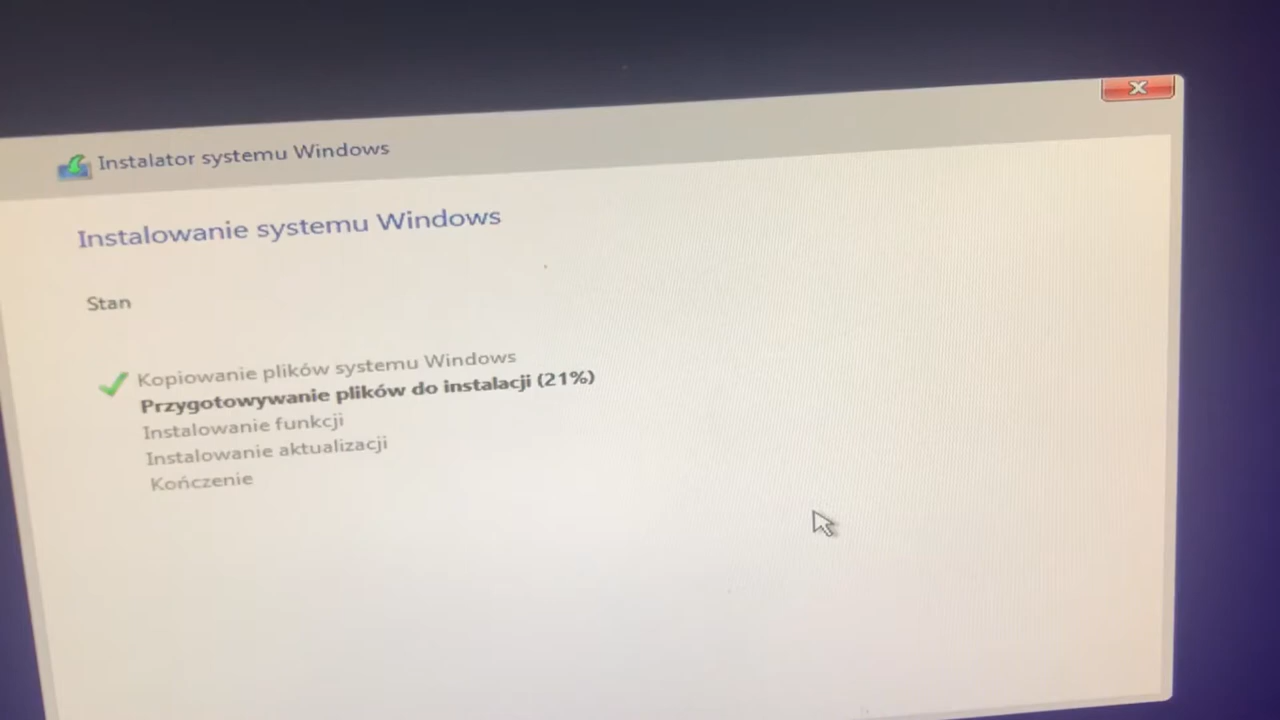 Instalator systemu Windows
Instalowanie systemu Windows
Stan
Kopiowanie plików systemu Windows
Przygotowywanie plików do instalacji (21%)
Instalowanie funkcji
Instalowanie aktualizacji
Kończenie